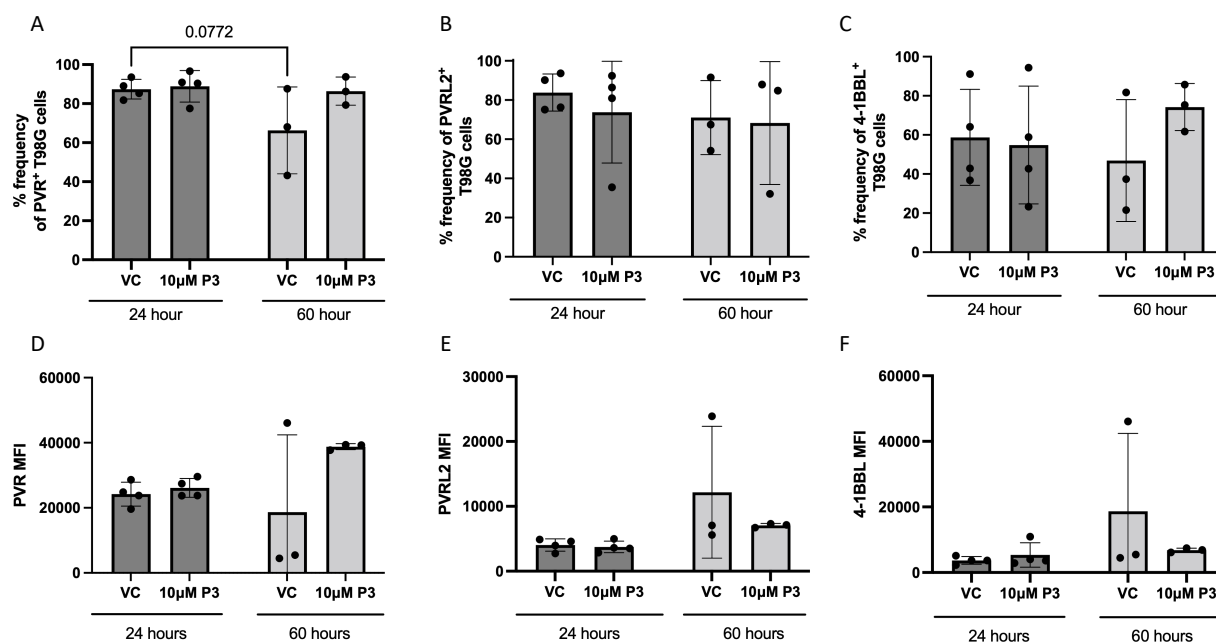 A
0.0772
% frequency
of PVR⁺ T98G cells
100
80
60
40
20
0
VC
10μM P3
VC
10μM P3
24 hour
60 hour
B
% frequency of PVRL2⁺
T98G cells
100
80
60
40
20
0
VC
10μM P3
VC
10μM P3
24 hour
60 hour
C
% frequency of 4-1BBL⁺
T98G cells
100
80
60
40
20
0
VC
10μM P3
VC
10μM P3
24 hour
60 hour
D
PVR MFI
60000
40000
20000
0
VC
10μM P3
VC
10μM P3
24 hours
60 hours
E
PVRL2 MFI
30000
20000
10000
0
VC
10μM P3
VC
10μM P3
24 hours
60 hours
F
4-1BBL MFI
60000
40000
20000
0
VC
10μM P3
VC
10μM P3
24 hours
60 hours